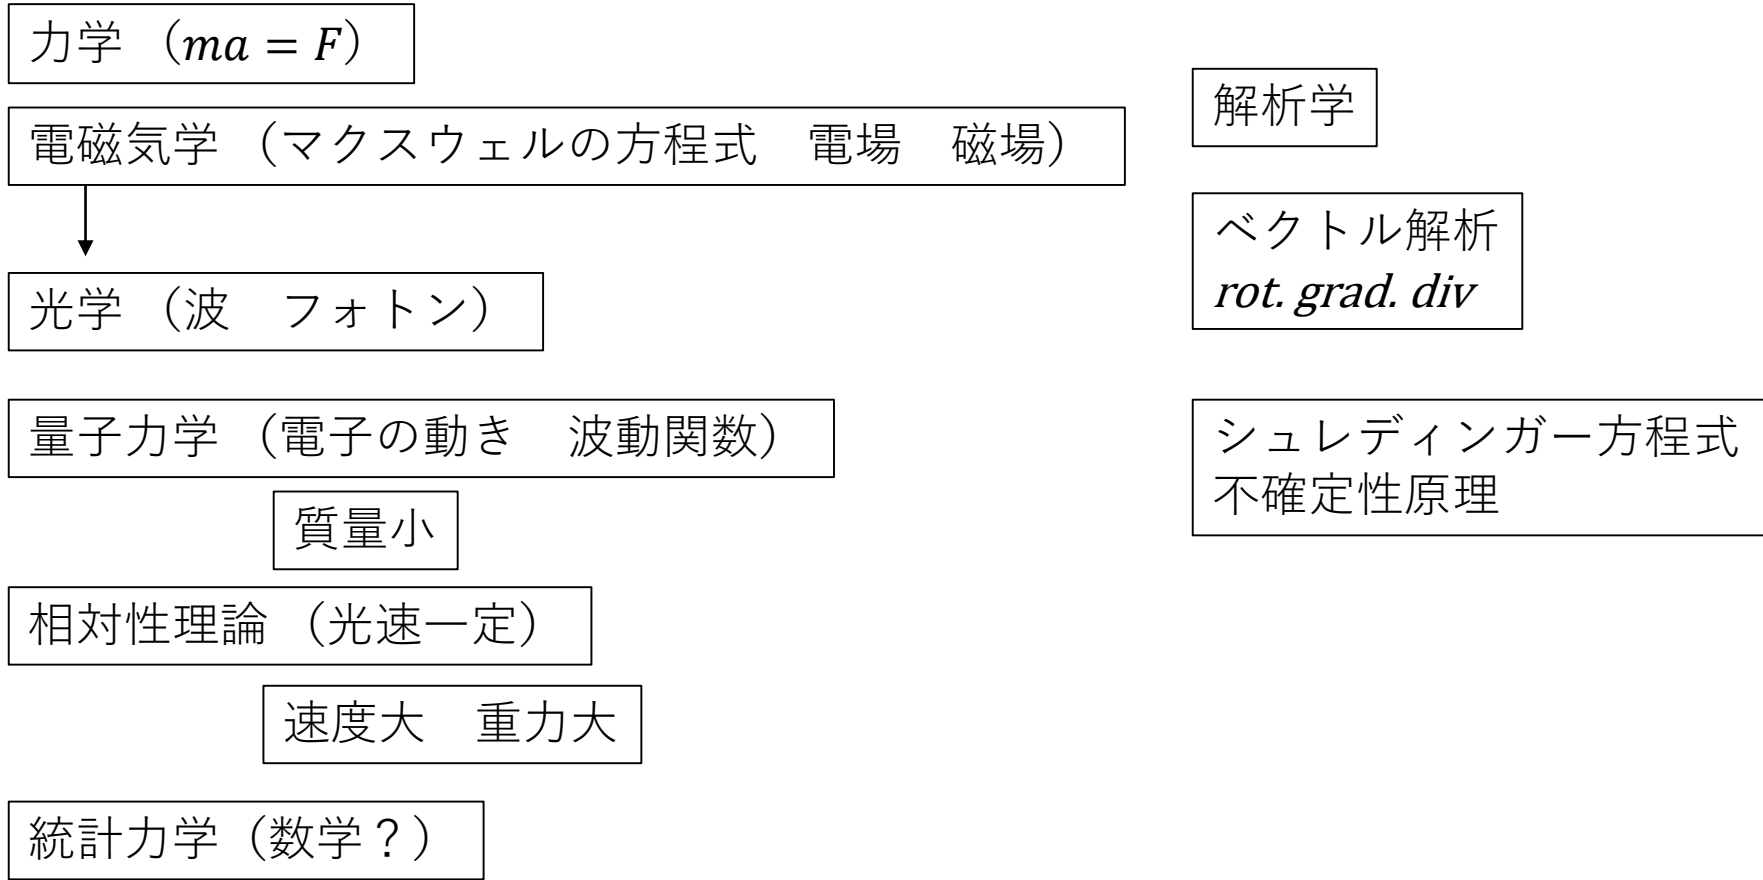 力学 （ma = F）
電磁気学 （マクスウェルの方程式　電場　磁場）
光学 （波　フォトン）
量子力学 （電子の動き　波動関数）
質量小
相対性理論 （光速一定）
速度大　重力大
統計力学（数学？）
解析学
ベクトル解析
rot. grad. div
シュレディンガー方程式
不確定性原理